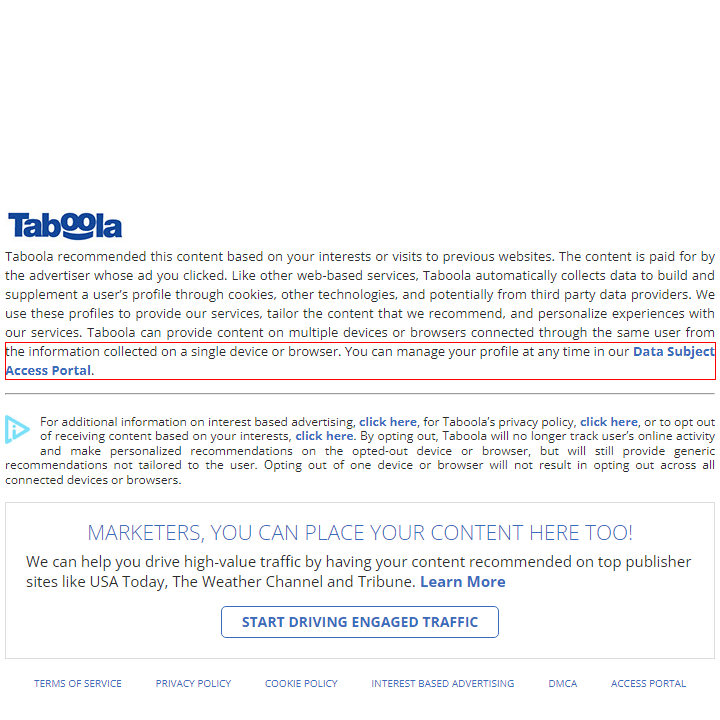 Taboola
Taboola recommended this content based on your interests or visits to previous websites. The content is paid for by
the advertiser whose ad you clicked. Like other web-based services, Taboola automatically collects data to build and
supplement a user’s profile through cookies, other technologies, and potentially from third party data providers. We
use these profiles to provide our services, tailor the content that we recommend, and personalize experiences with
our services. Taboola can provide content on multiple devices or browsers connected through the same user from
the information collected on a single device or browser. You can manage your profile at any time in our Data Subject
Access Portal.
For additional information on interest based advertising, click here, for Taboola’s privacy policy, click here, or to opt out
of receiving content based on your interests, click here. By opting out, Taboola will no longer track user’s online activity
and make personalized recommendations on the opted-out device or browser, but will still provide generic
recommendations not tailored to the user. Opting out of one device or browser will not result in opting out across all
connected devices or browsers.
MARKETERS, YOU CAN PLACE YOUR CONTENT HERE TOO!
We can help you drive high-value traffic by having your content recommended on top publisher
sites like USA Today, The Weather Channel and Tribune. Learn More
START DRIVING ENGAGED TRAFFIC
TERMS OF SERVICE PRIVACY POLICY COOKIE POLICY INTEREST BASED ADVERTISING DMCA ACCESS PORTAL